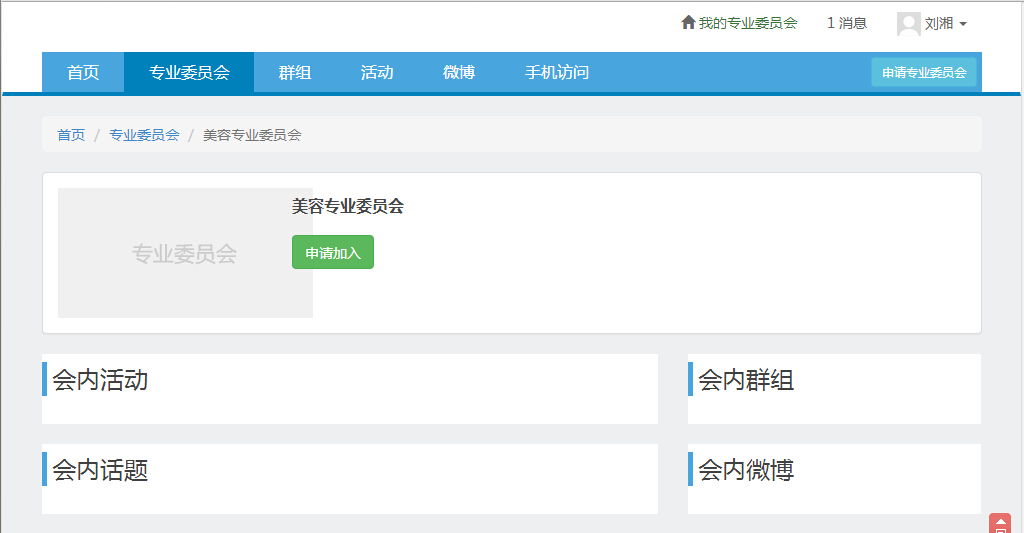 我的专业委员会 1 消息 刘湘
首页 专业委员会 群组 活动 微博 手机访问 申请专业委员会
首页 / 专业委员会 / 美容专业委员会
专业委员会
美容专业委员会
申请加入
会内活动
会内群组
会内话题
会内微博